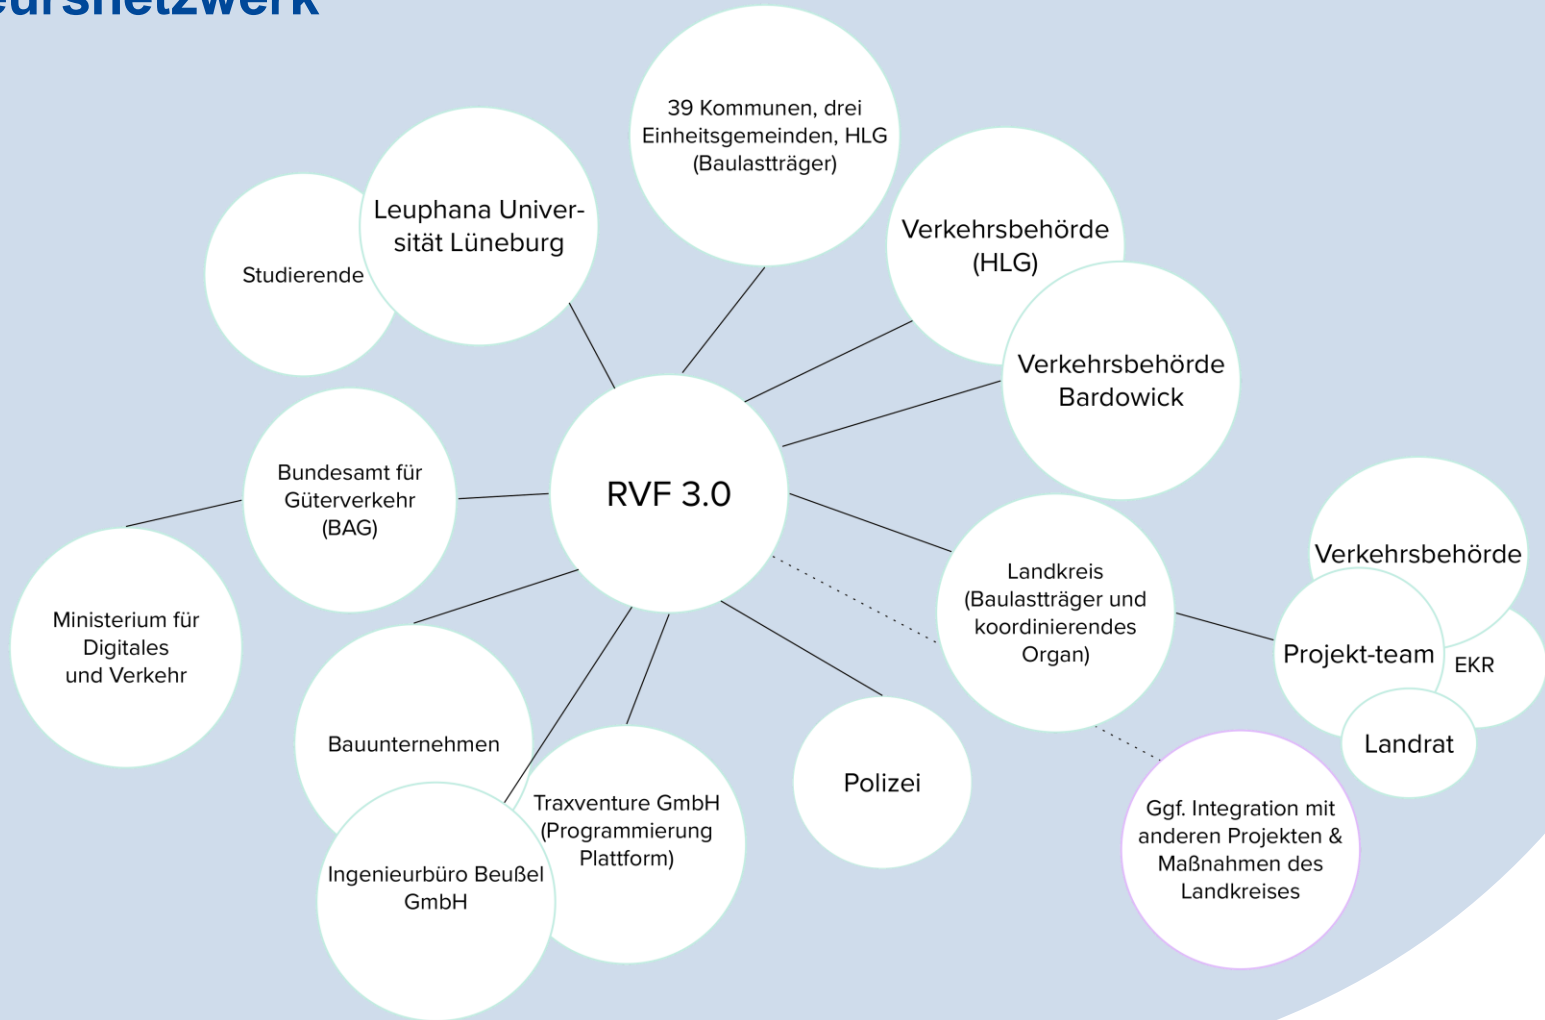 eursnetzwerk
39 Kommunen, drei
Einheitsgemeinden, HLG
(Baulastträger)
Leuphana Univer-
sität Lüneburg
Studierende
Verkehrsbehörde
(HLG)
Verkehrsbehörde
Bardowick
Bundesamt für
Güterverkehr
(BAG)
RVF 3.0
Ministerium für
Digitales
und Verkehr
Landkreis
(Baulastträger und
koordinierendes
Organ)
Verkehrsbehörde
Projekt-team
EKR
Landrat
Bauunternehmen
Traxventure GmbH
(Programmierung
Plattform)
Ingenieurbüro Beußel
GmbH
Polizei
Ggf. Integration mit
anderen Projekten &
Maßnahmen des
Landkreises